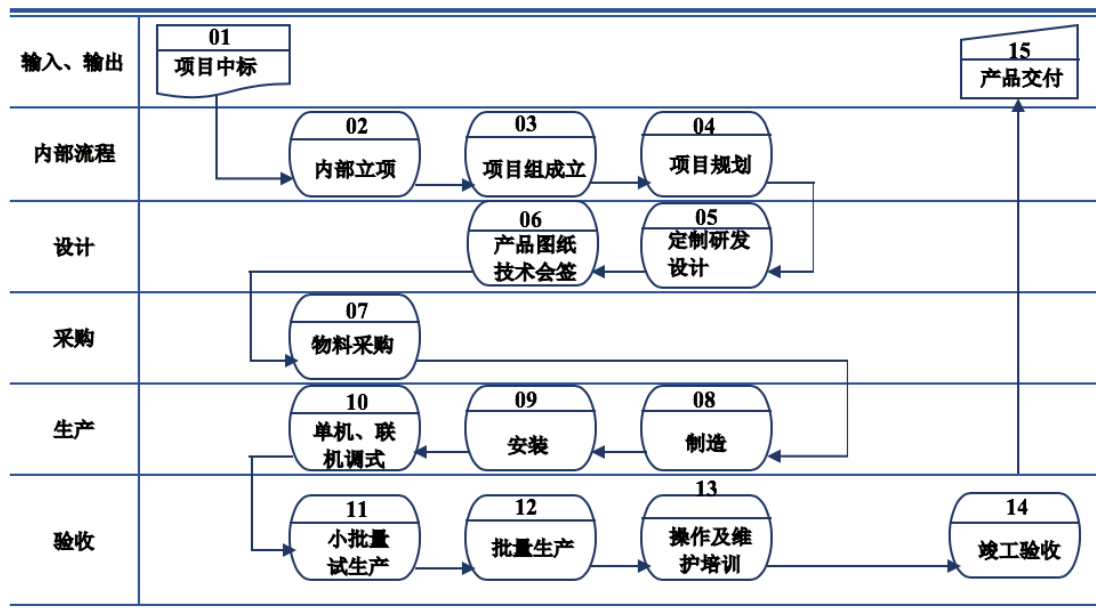 输入、输出
01
项目中标
15
产品交付
内部流程
02
内部立项
03
项目组成立
04
项目规划
设计
06
产品图纸
技术会签
05
定制研发
设计
采购
07
物料采购
生产
10
单机、联
机调式
09
安装
08
制造
验收
11
小批量
试生产
12
批量生产
13
操作及维
护培训
14
竣工验收